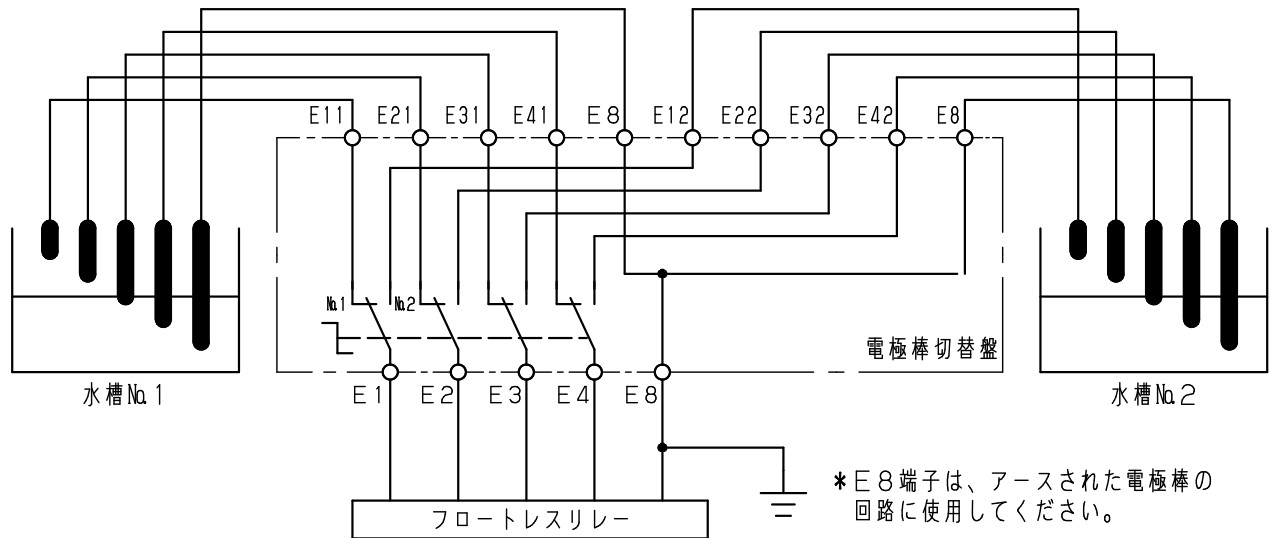 E11 E21 E31 E41 E8 E12 E22 E32 E42 E8
No.1 No.2
電極棒切替盤
E1 E2 E3 E4 E8
水槽No.1
水槽No.2
フロートレスリレー
*E8端子は、アースされた電極棒の
回路に使用してください。